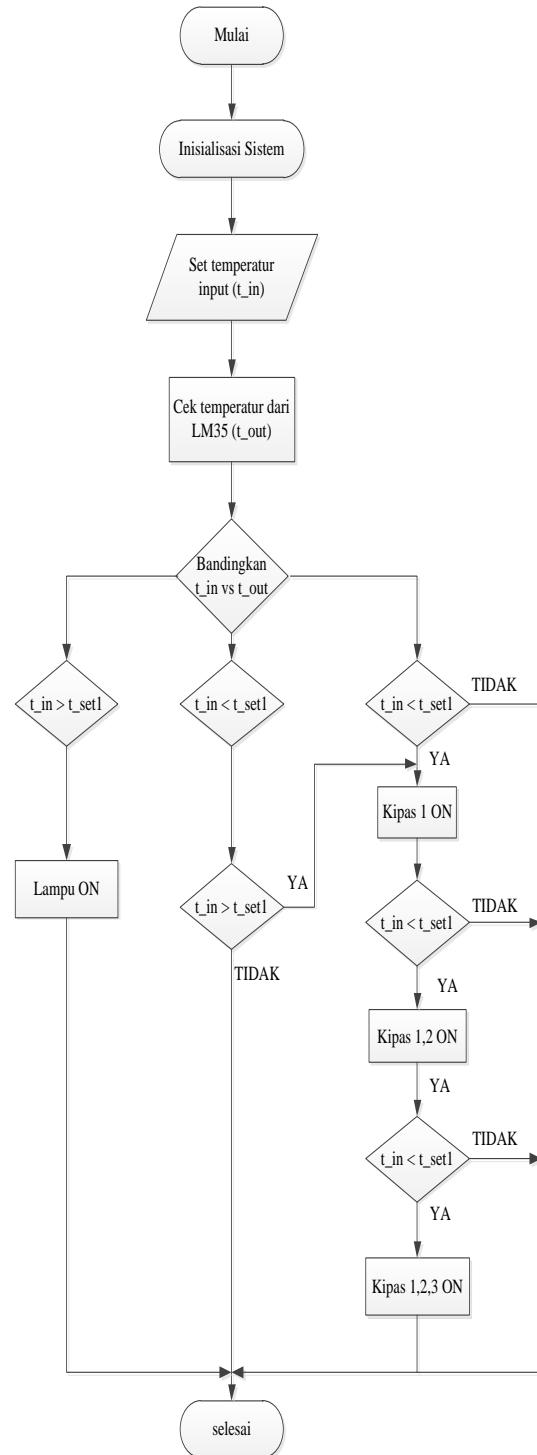 Mulai
Inisialisasi Sistem
Set temperatur
input (t_in)
Cek temperatur dari
LM35 (t_out)
Bandingkan
t_in vs t_out
t_in > t_set1
t_in < t_set1
t_in < t_set1
TIDAK
YA
Kipas 1 ON
Lampu ON
t_in > t_set1
YA
TIDAK
t_in < t_set1
TIDAK
YA
Kipas 1,2 ON
YA
t_in < t_set1
TIDAK
YA
Kipas 1,2,3 ON
selesai